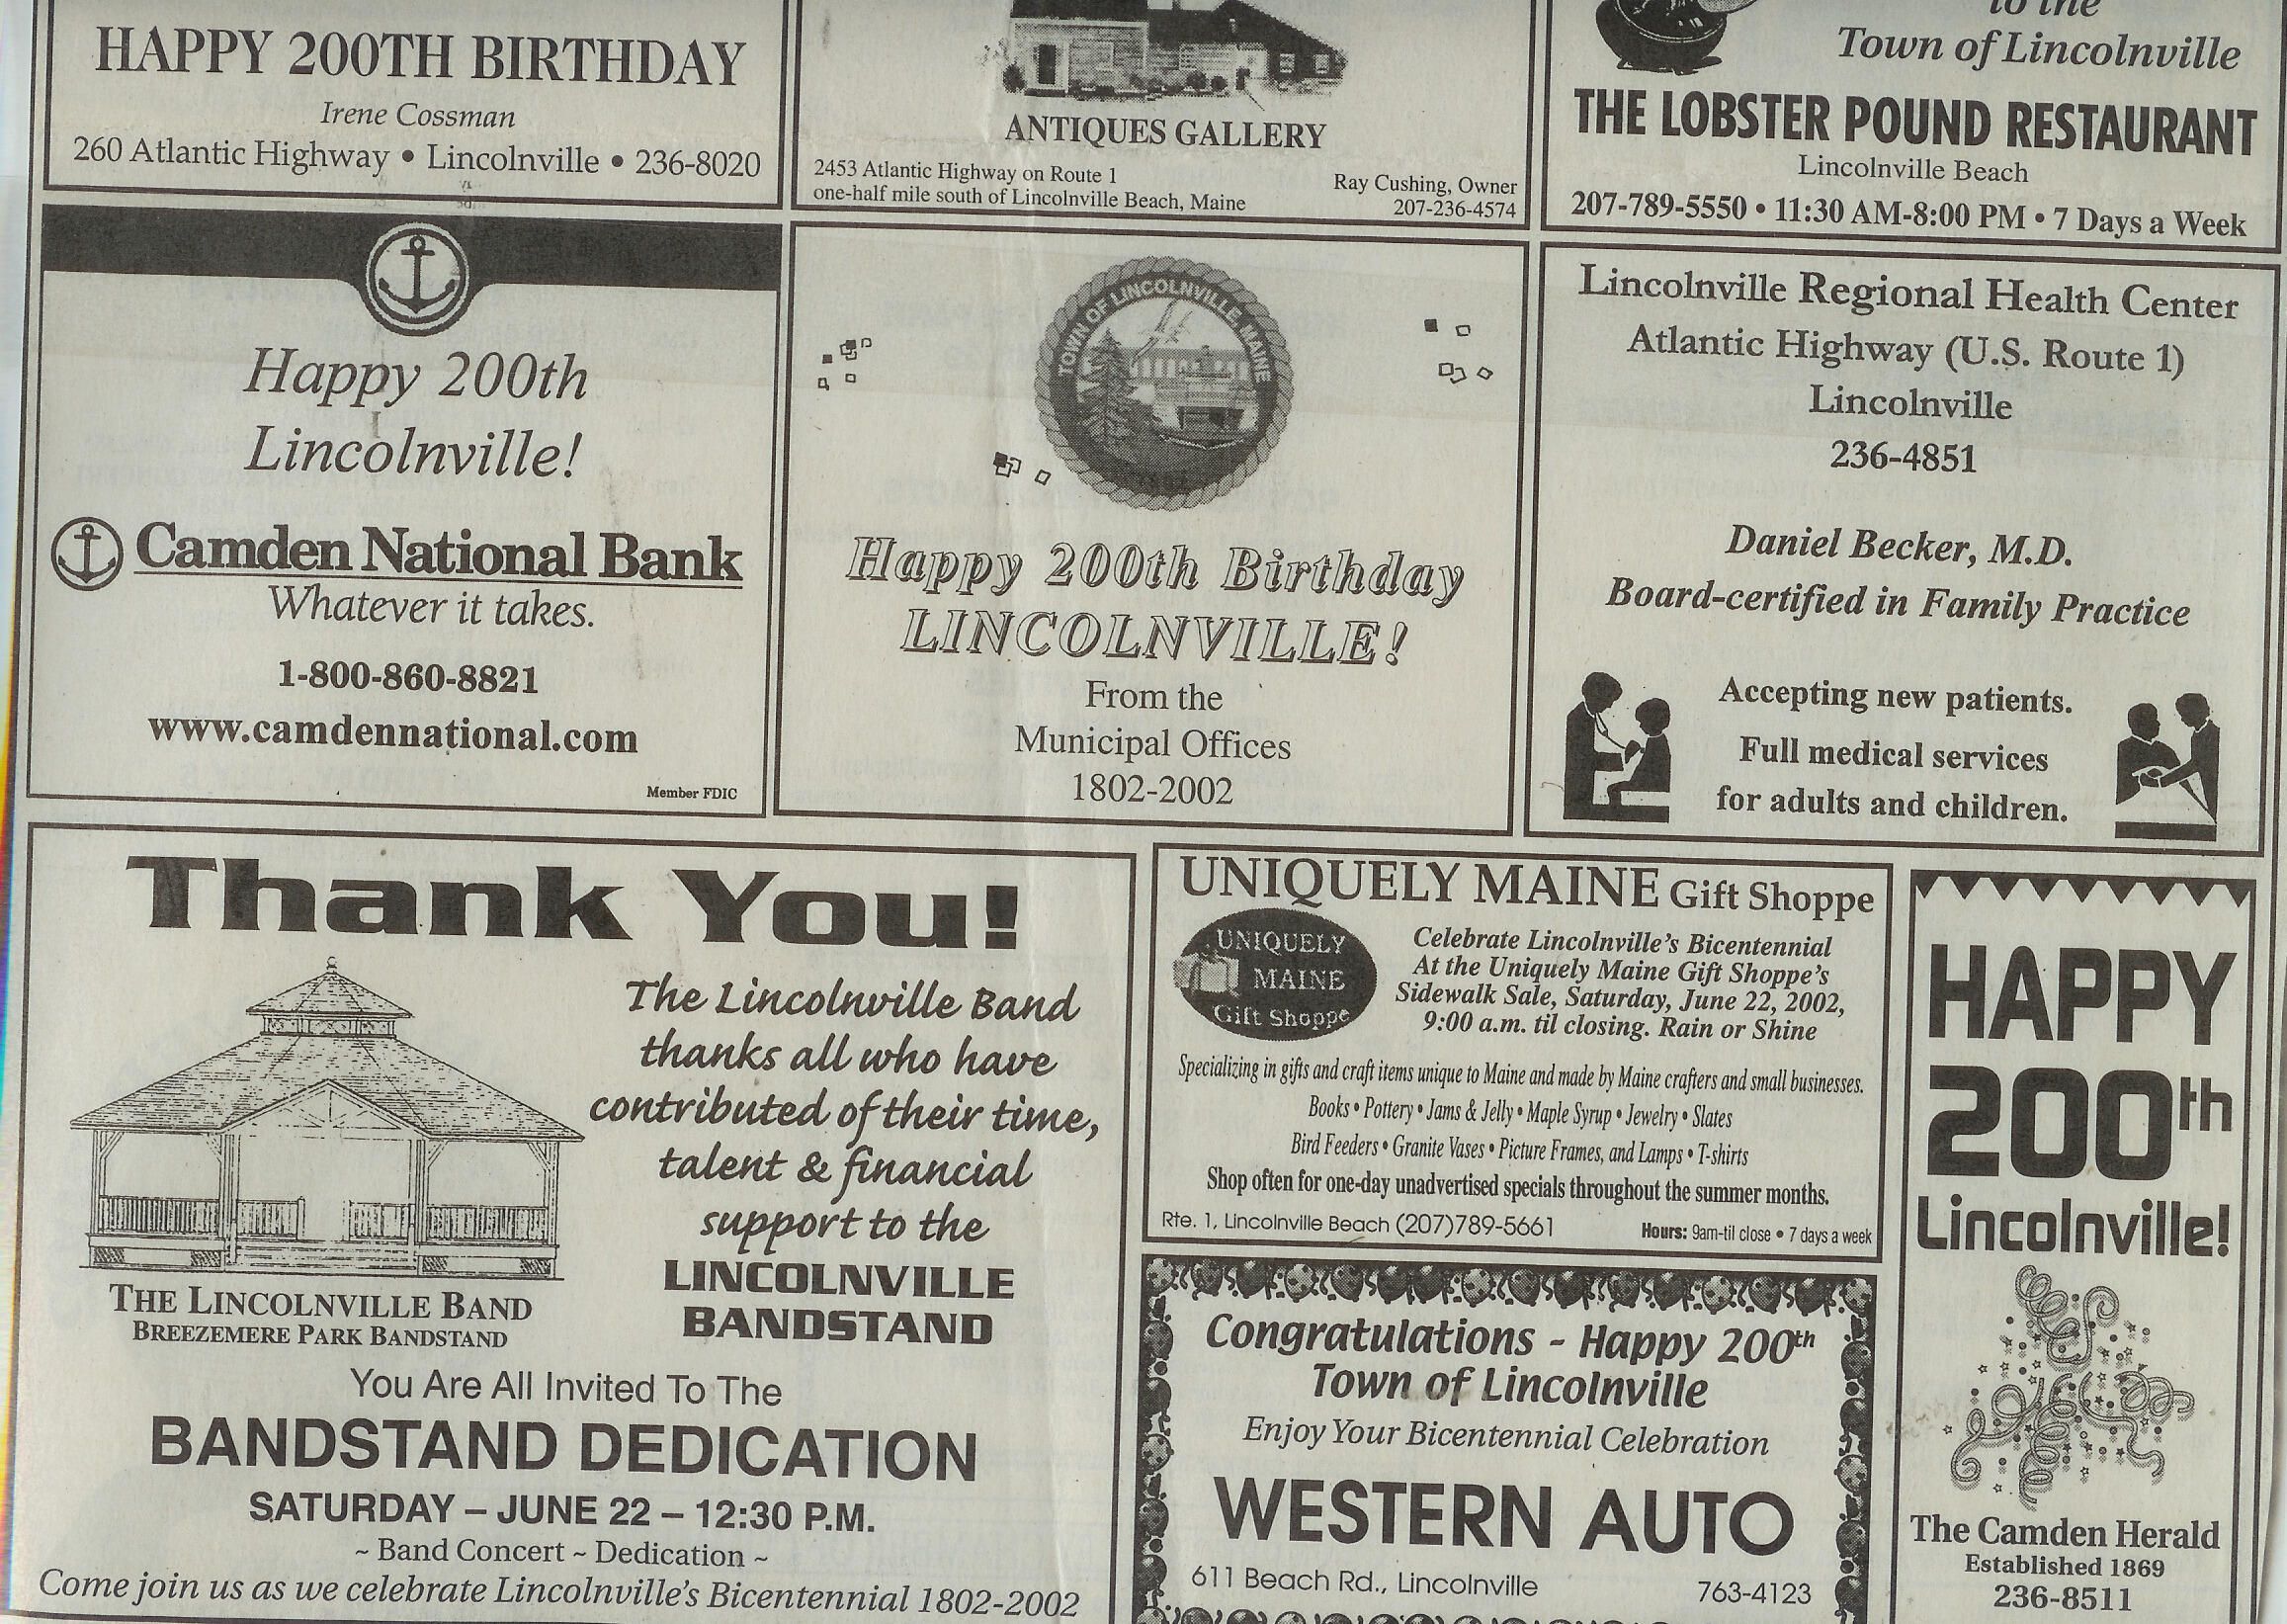 HAPPY 200TH BIRTHDAY
Irene Cossman
260 Atlantic Highway • Lincolnville • 236-8020
ANTIQUES GALLERY
2453 Atlantic Highway on Route 1
one-half mile south of Lincolnville Beach, Maine
Ray Cushing, Owner
207-236-4574
to the
Town of Lincolnville
THE LOBSTER POUND RESTAURANT
Lincolnville Beach
207-789-5550 • 11:30 AM-8:00 PM • 7 Days a Week
Happy 200th
Lincolnville!
Camden National Bank
Whatever it takes.
1-800-860-8821
www.camdennational.com
Member FDIC
TOWN OF LINCOLNVILLE, MAINE
1802
Happy 200th Birthday
LINCOLNVILLE!
From the
Municipal Offices
1802-2002
Lincolnville Regional Health Center
Atlantic Highway (U.S. Route 1)
Lincolnville
236-4851
Daniel Becker, M.D.
Board-certified in Family Practice
Accepting new patients.
Full medical services
for adults and children.
Thank You!
The Lincolnville Band
thanks all who have
contributed of their time,
talent & financial
support to the
LINCOLNVILLE
BANDSTAND
THE LINCOLNVILLE BAND
BREEZEMERE PARK BANDSTAND
You Are All Invited To The
BANDSTAND DEDICATION
SATURDAY – JUNE 22 – 12:30 P.M.
~ Band Concert ~ Dedication ~
Come join us as we celebrate Lincolnville's Bicentennial 1802-2002
UNIQUELY MAINE Gift Shoppe
UNIQUELY
MAINE
Gift Shoppe
Celebrate Lincolnville's Bicentennial
At the Uniquely Maine Gift Shoppe's
Sidewalk Sale, Saturday, June 22, 2002,
9:00 a.m. til closing. Rain or Shine
Specializing in gifts and craft items unique to Maine and made by Maine crafters and small businesses.
Books • Pottery • Jams & Jelly • Maple Syrup • Jewelry • Slates
Bird Feeders • Granite Vases • Picture Frames, and Lamps • T-shirts
Shop often for one-day unadvertised specials throughout the summer months.
Rte. 1, Lincolnville Beach (207)789-5661
Hours: 9am-til close • 7 days a week
Congratulations - Happy 200th
Town of Lincolnville
Enjoy Your Bicentennial Celebration
WESTERN AUTO
611 Beach Rd., Lincolnville
763-4123
HAPPY
200th
Lincolnville!
The Camden Herald
Established 1869
236-8511